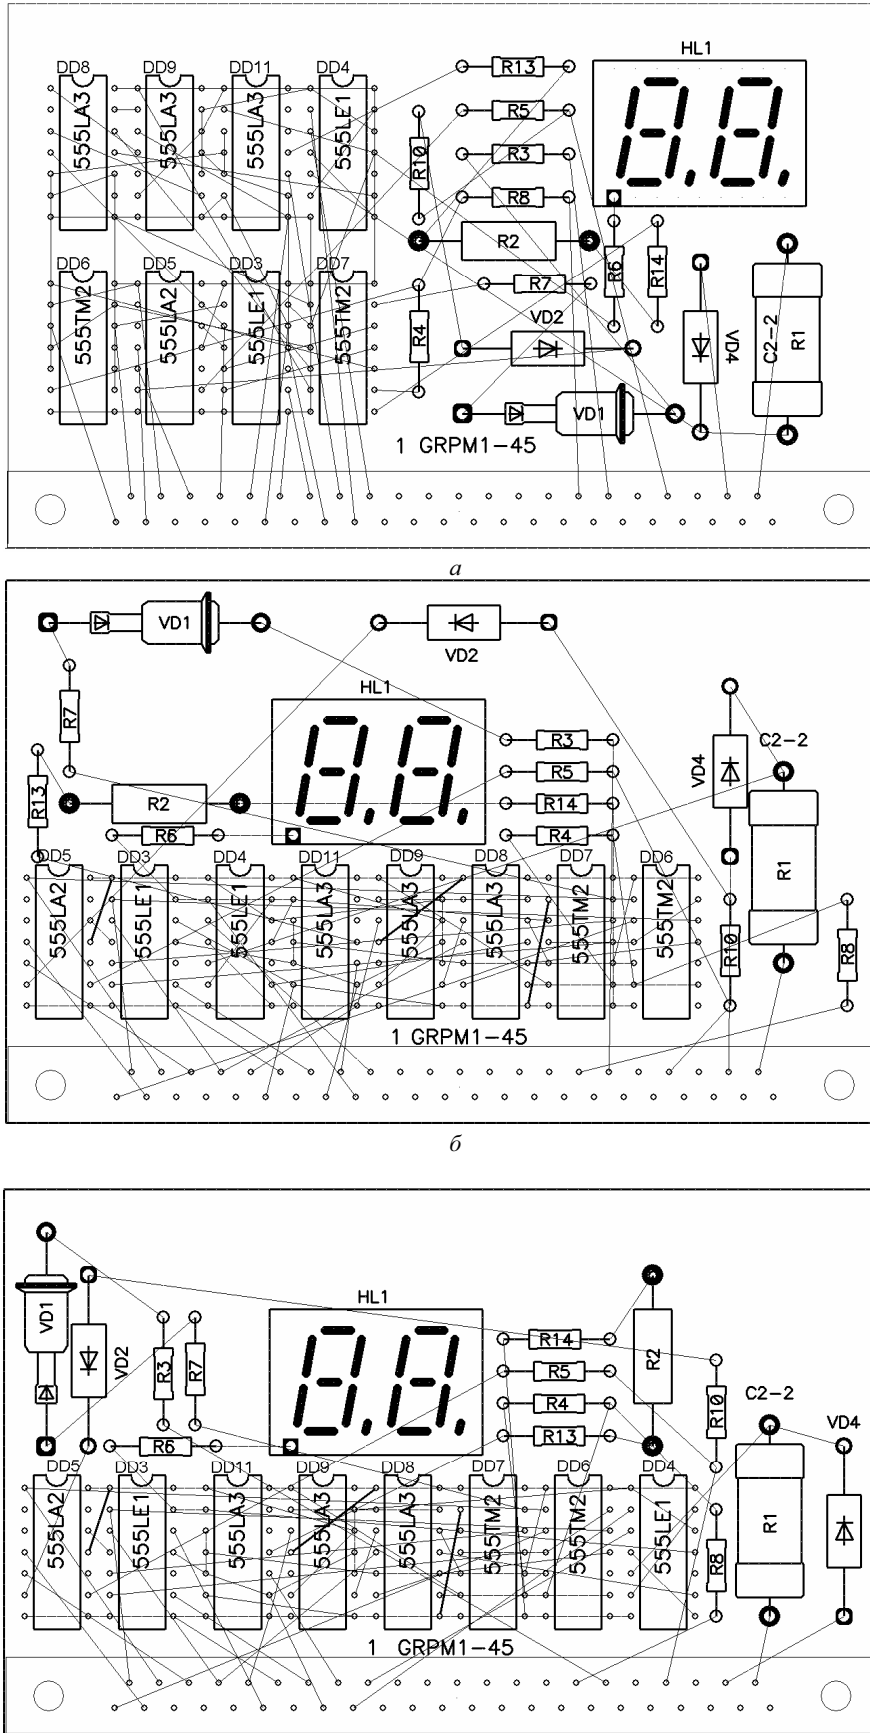 DD8 DD9 DD11 DD4
555LA3 555LA3 555LA3 555LE1
HL1
R13
R5
R10
R3
R8
R2
R6
R14
DD6 DD5 DD3 DD7
555TM2 555LA2 555LE1 555TM2
R7
R4
VD2
VD4
C2-2
R1
VD1
1 GRPM1-45
а
VD1
VD2
HL1
R7
R3
C2-2
VD4
R5
R13
R2
R14
R6
R4
DD5 DD3 DD4 DD11 DD9 DD8 DD7 DD6
555LA2 555LE1 555LE1 555LA3 555LA3 555LA3 555TM2 555TM2
R1
R10
R8
1 GRPM1-45
б
HL1
VD1
VD2
R3
R7
R14
R2
R5
R10
C2-2
VD4
R4
R6
R13
DD5 DD3 DD11 DD9 DD8 DD7 DD6 DD4
555LA2 555LE1 555LA3 555LA3 555LA3 555TM2 555TM2 555LE1
R1
R8
1 GRPM1-45